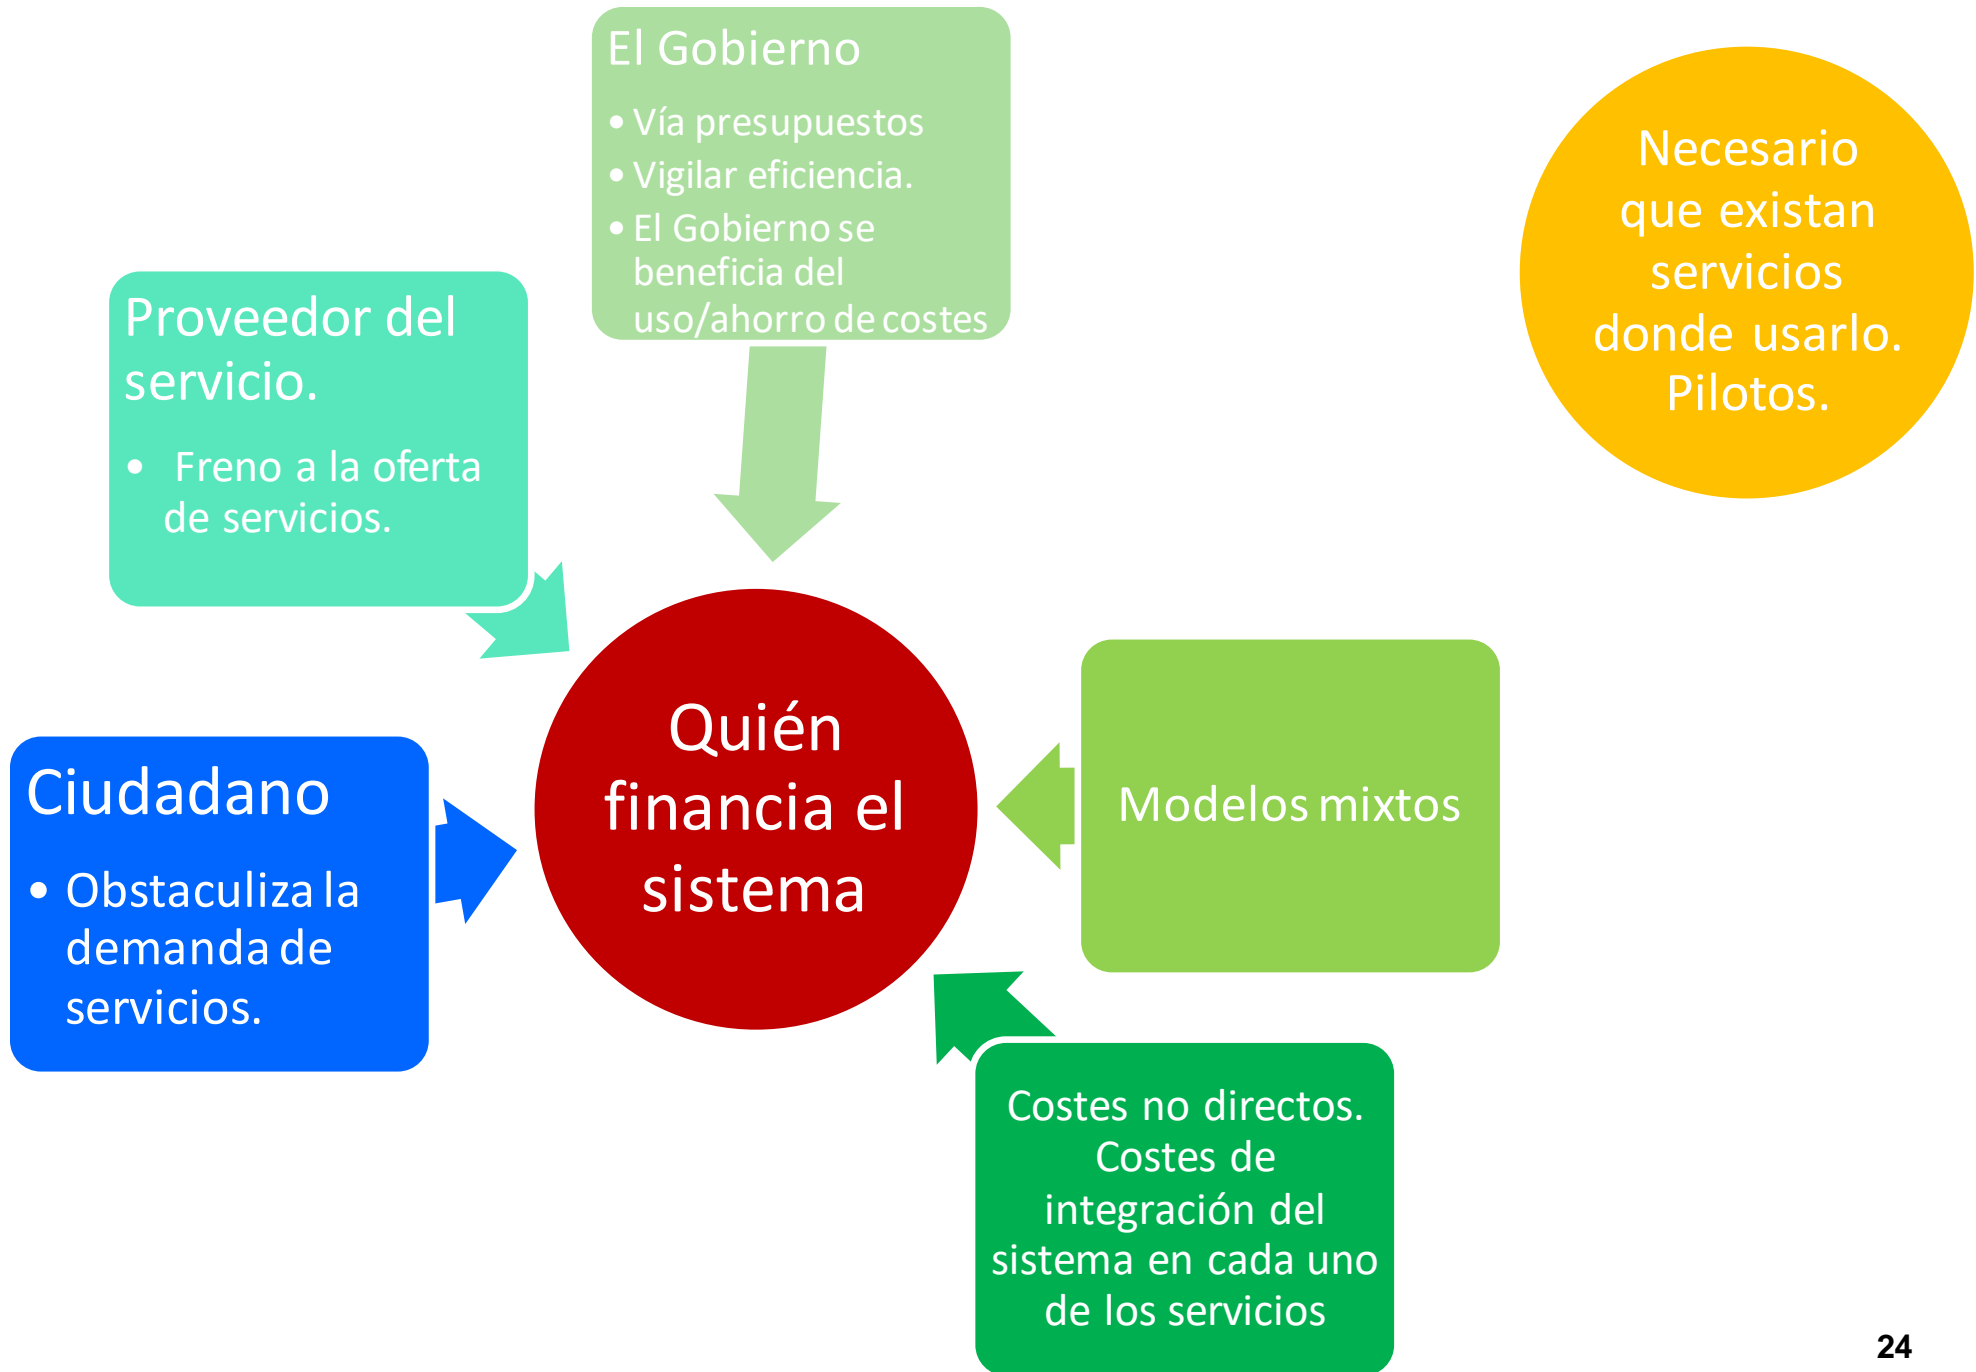 El Gobierno
• Vía presupuestos
• Vigilar eficiencia.
• El Gobierno se
beneficia del
uso/ahorro de costes
Necesario
que existan
servicios
donde usarlo.
Pilotos.
Proveedor del
servicio.
• Freno a la oferta
de servicios.
Ciudadano
• Obstaculiza la
demanda de
servicios.
Quién
financia el
sistema
Modelos mixtos
Costes no directos.
Costes de
integración del
sistema en cada uno
de los servicios
24